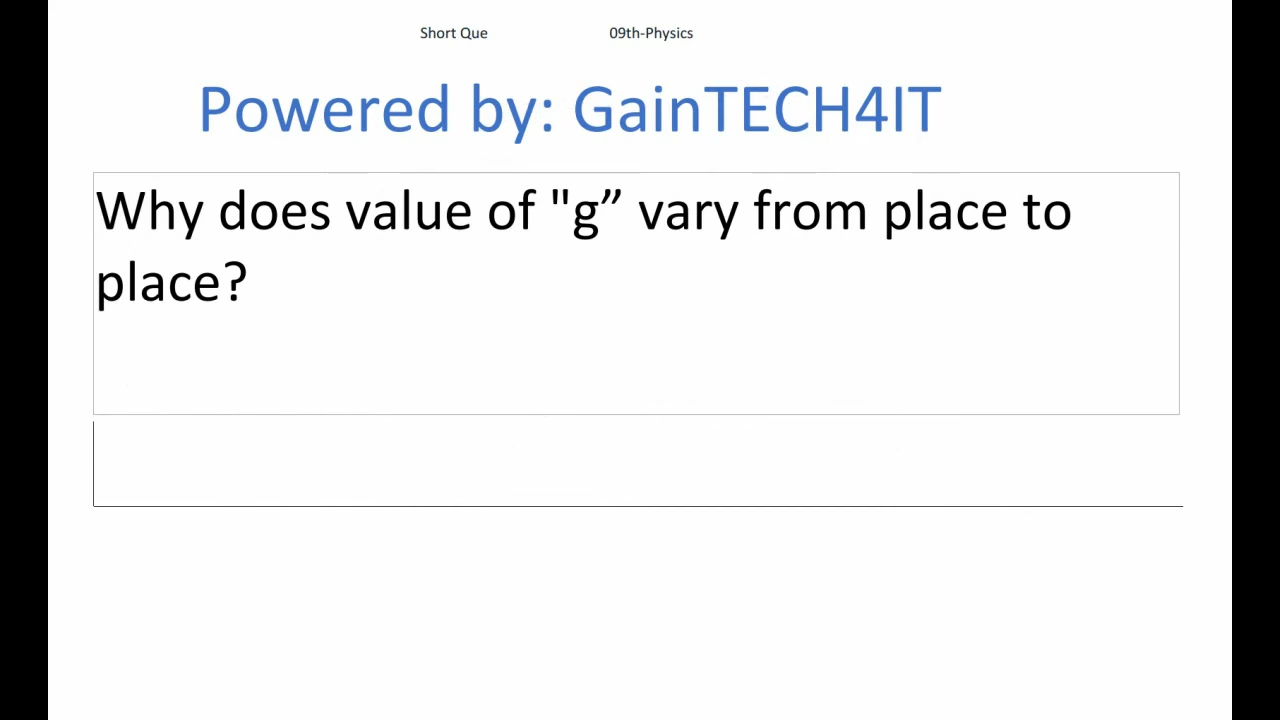 Short Que 09th-Physics
Powered by: GainTECH4IT
Why does value of "g” vary from place to
place?